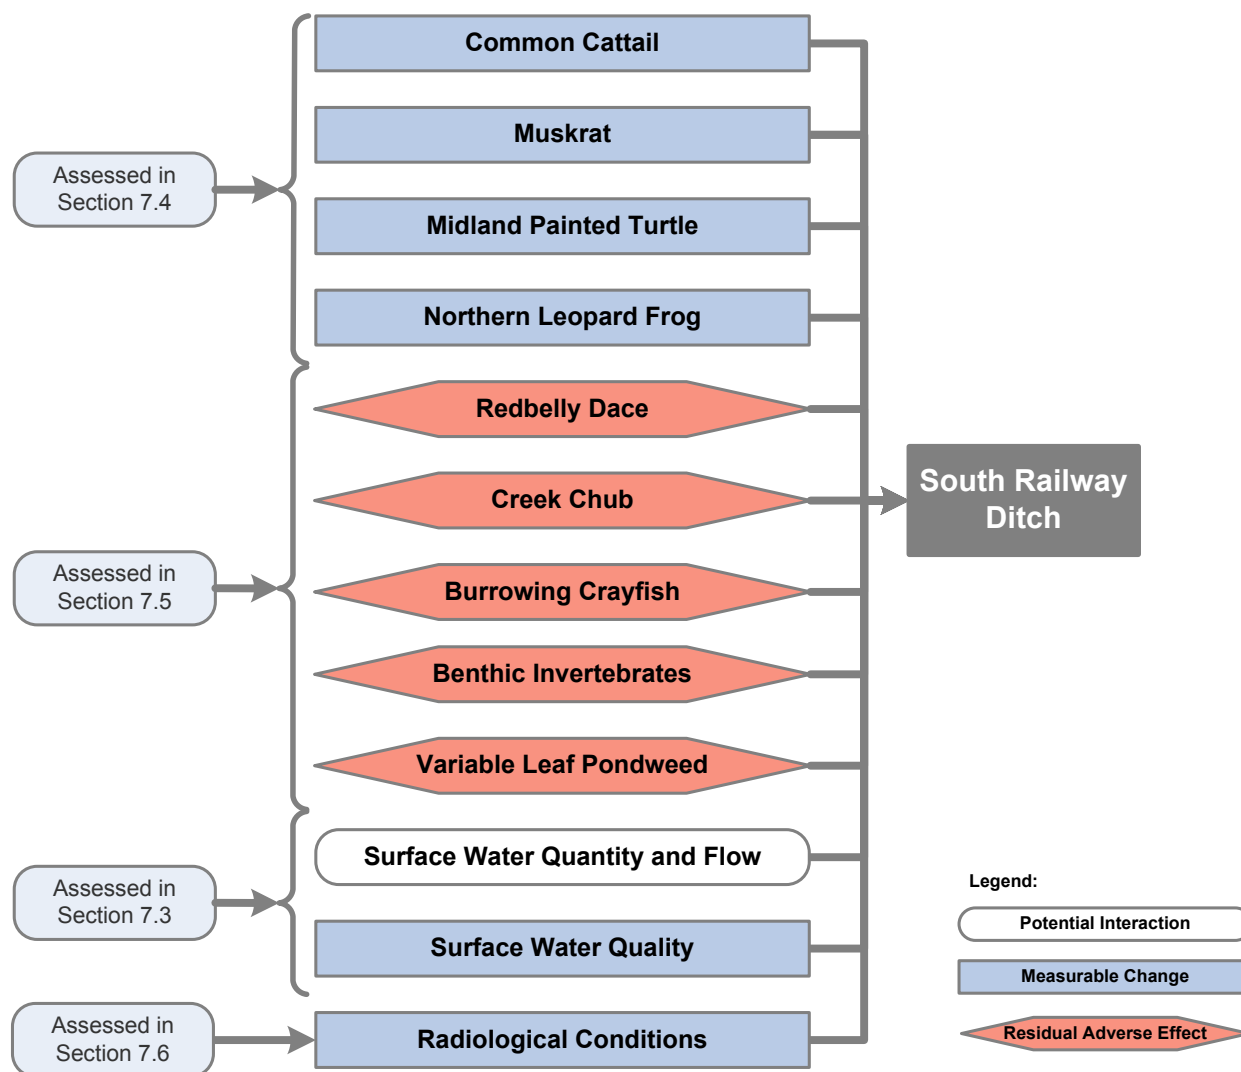 Common Cattail
Muskrat
Assessed in
Section 7.4
Midland Painted Turtle
Northern Leopard Frog
Redbelly Dace
Creek Chub
South Railway
Ditch
Assessed in
Section 7.5
Burrowing Crayfish
Benthic Invertebrates
Variable Leaf Pondweed
Surface Water Quantity and Flow
Assessed in
Section 7.3
Surface Water Quality
Assessed in
Section 7.6
Radiological Conditions
Legend:
Potential Interaction
Measurable Change
Residual Adverse Effect